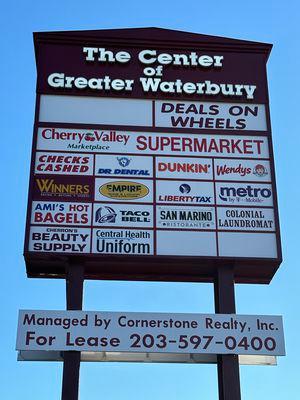 The Center
of
Greater Waterbury
DEALS ON
WHEELS
Cherry Valley
Marketplace
SUPERMARKET
CHECKS
CASHED
DR. DENTAL
DUNKIN'
Wendy's
WINNERS
EMPIRE
LIBERTYTAX
metro
by T-Mobile
AMI'S HOT
BAGELS
TACO
BELL
SAN MARINO
RISTORANTE
COLONIAL
LAUNDROMAT
CHERRON'S
BEAUTY
SUPPLY
Central Health
Uniform
Managed by Cornerstone Realty, Inc.
For Lease 203-597-0400